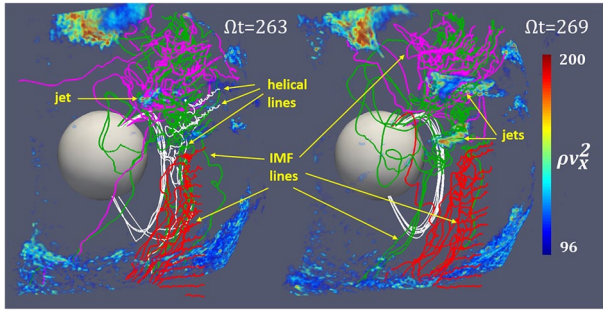 Ωt=263
Ωt=269
jet
helical
lines
IMF
lines
jets
200
ρv²ₓ
96